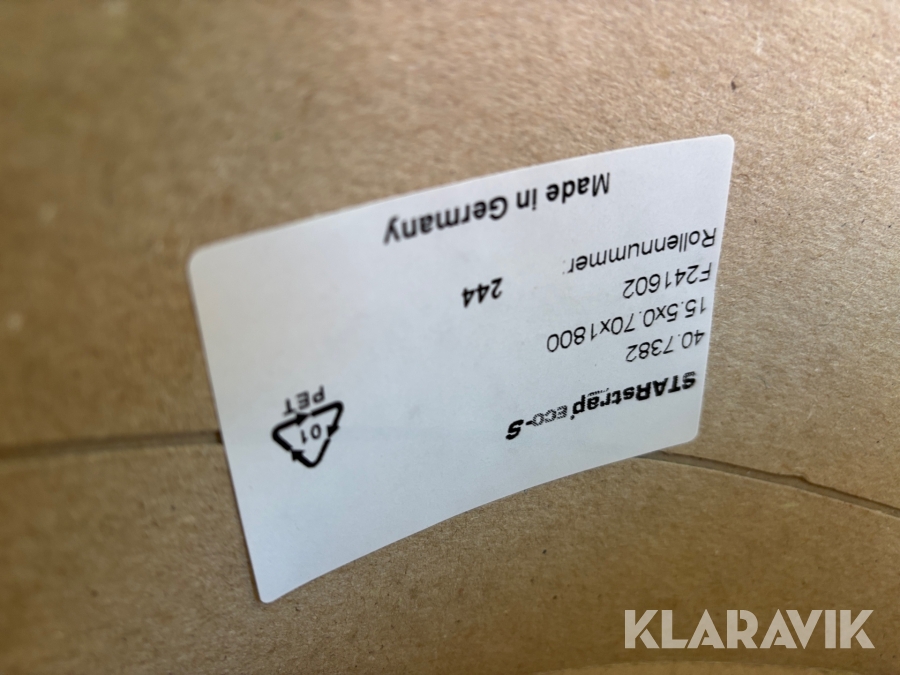 STARstrap ECO-S
40.7382
15.5x0.70x1800
F241602
Rollennummer: 244
Made in Germany
01
PET
KLARAVIK